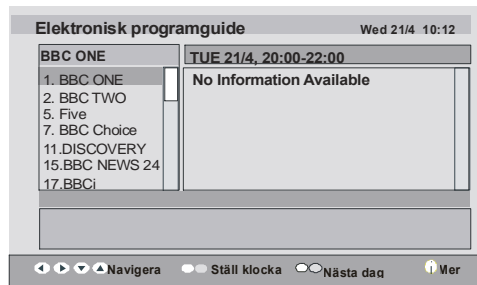 Elektronisk programguide Wed 21/4 10:12
BBC ONE TUE 21/4, 20:00-22:00
1. BBC ONE No Information Available
2. BBC TWO
5. Five
7. BBC Choice
11.DISCOVERY
15.BBC NEWS 24
17.BBCi
Navigera Ställ klocka Nästa dag i Mer